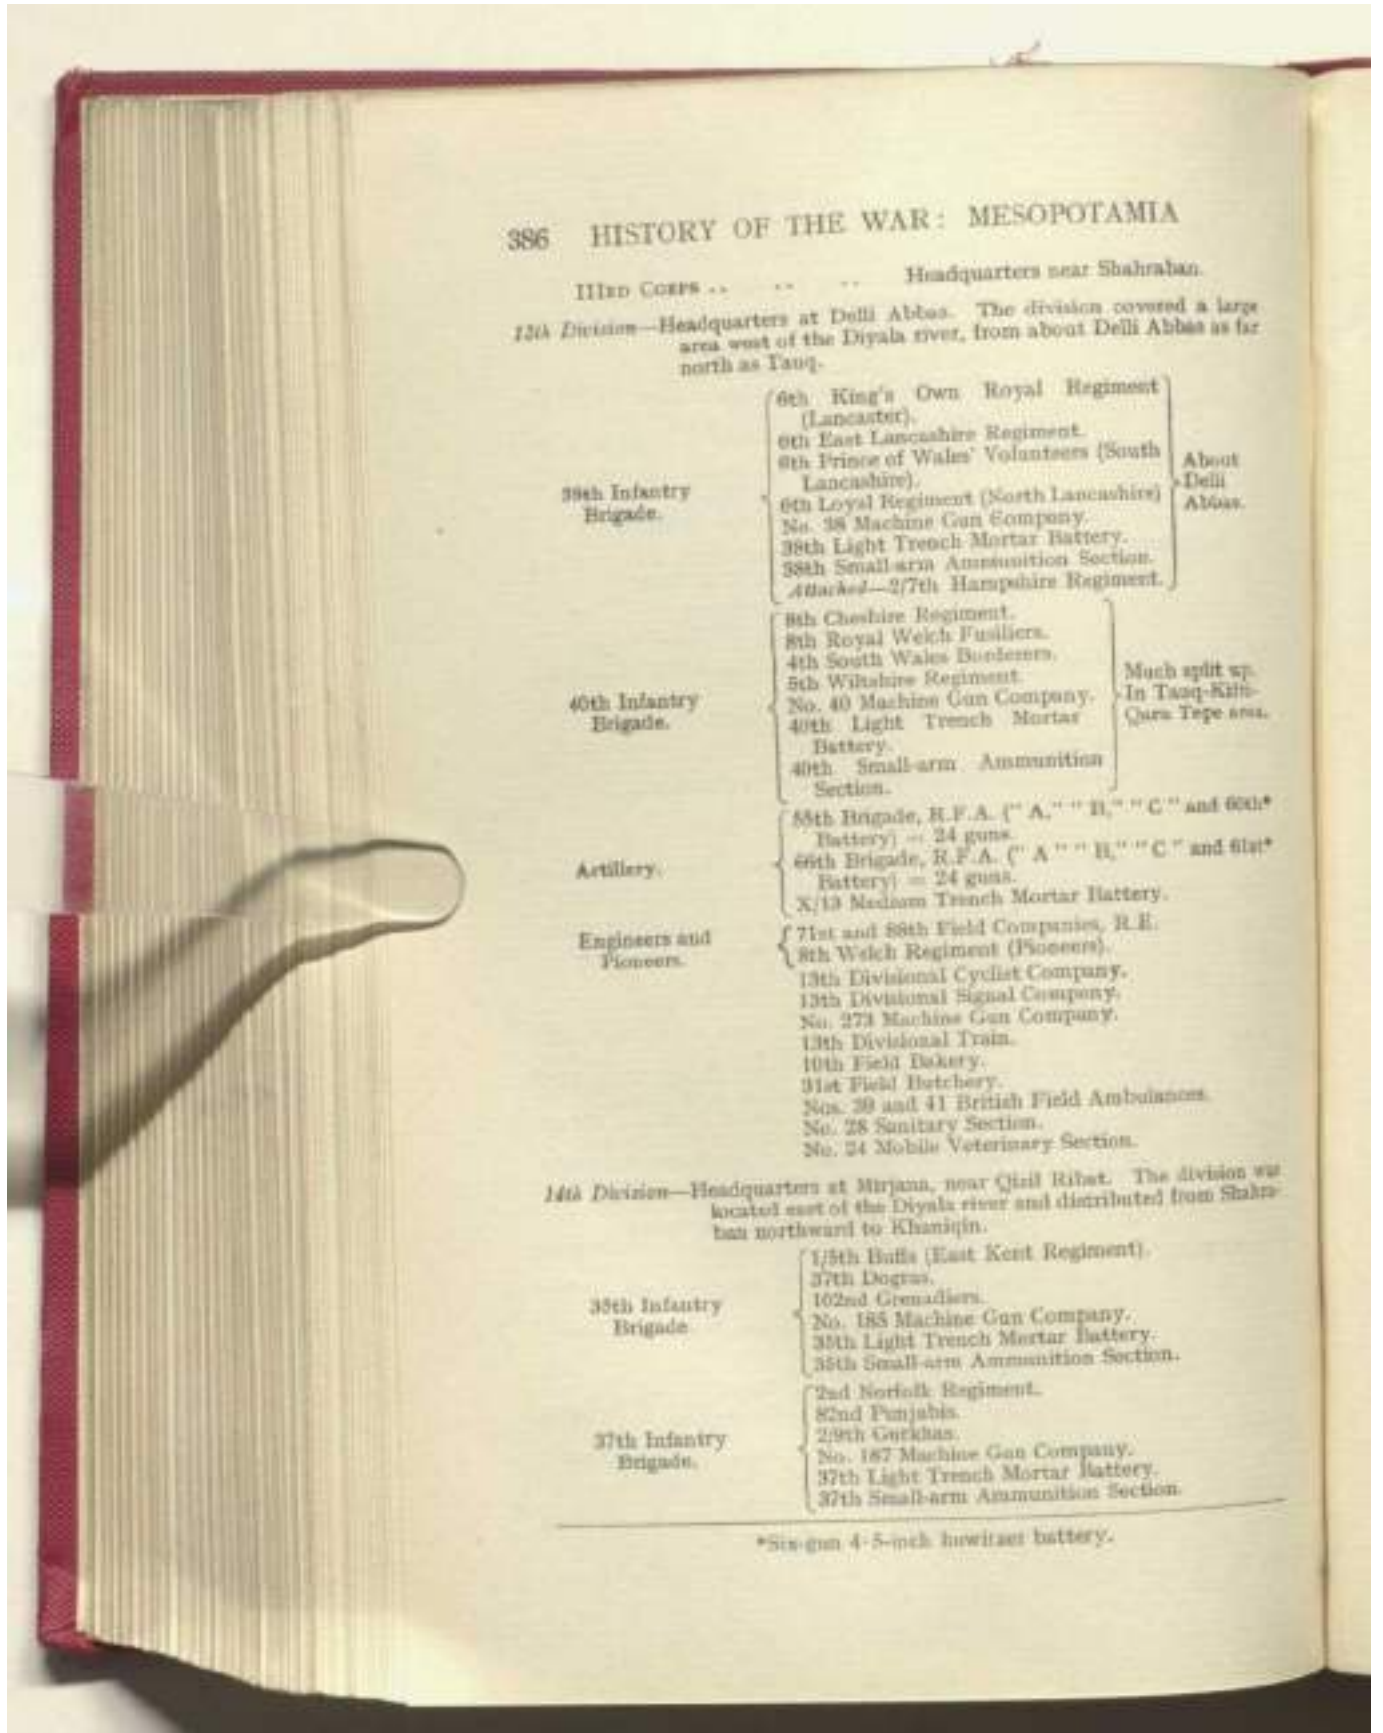 386 HISTORY OF THE WAR: MESOPOTAMIA
IIIRD CORPS .. .. .. Headquarters near Shahraban.
13th Division—Headquarters at Delli Abbas. The division covered a large
area west of the Diyala river, from about Delli Abbas as far
north as Tauq.
38th Infantry
Brigade.
6th King's Own Royal Regiment
(Lancaster).
6th East Lancashire Regiment.
6th Prince of Wales' Volunteers (South
Lancashire).
6th Loyal Regiment (North Lancashire)
No. 38 Machine Gun Company.
38th Light Trench Mortar Battery.
38th Small-arm Ammunition Section.
Attached—2/7th Hampshire Regiment.
About
Delli
Abbas.
40th Infantry
Brigade.
8th Cheshire Regiment.
8th Royal Welch Fusiliers.
4th South Wales Borderers.
5th Wiltshire Regiment.
No. 40 Machine Gun Company.
40th Light Trench Mortar
Battery.
40th Small-arm Ammunition
Section.
Much split up.
In Tauq-Kifri-
Qara Tepe area.
Artillery.
55th Brigade, R.F.A. ("A," "B," "C" and 60th*
Battery) = 24 guns.
66th Brigade, R.F.A. ("A" "B," "C" and 61st*
Battery) = 24 guns.
X/13 Medium Trench Mortar Battery.
Engineers and
Pioneers.
71st and 88th Field Companies, R.E.
8th Welch Regiment (Pioneers).
13th Divisional Cyclist Company.
13th Divisional Signal Company.
No. 273 Machine Gun Company.
13th Divisional Train.
10th Field Bakery.
31st Field Butchery.
Nos. 39 and 41 British Field Ambulances.
No. 28 Sanitary Section.
No. 24 Mobile Veterinary Section.
14th Division—Headquarters at Mirjana, near Qizil Ribat. The division was
located east of the Diyala river and distributed from Shahra-
ban northward to Khaniqin.
35th Infantry
Brigade
1/5th Buffs (East Kent Regiment).
37th Dogras.
102nd Grenadiers.
No. 185 Machine Gun Company.
35th Light Trench Mortar Battery.
35th Small-arm Ammunition Section.
37th Infantry
Brigade.
2nd Norfolk Regiment.
82nd Punjabis.
2/9th Gurkhas.
No. 187 Machine Gun Company.
37th Light Trench Mortar Battery.
37th Small-arm Ammunition Section.
*Six-gun 4·5-inch howitzer battery.